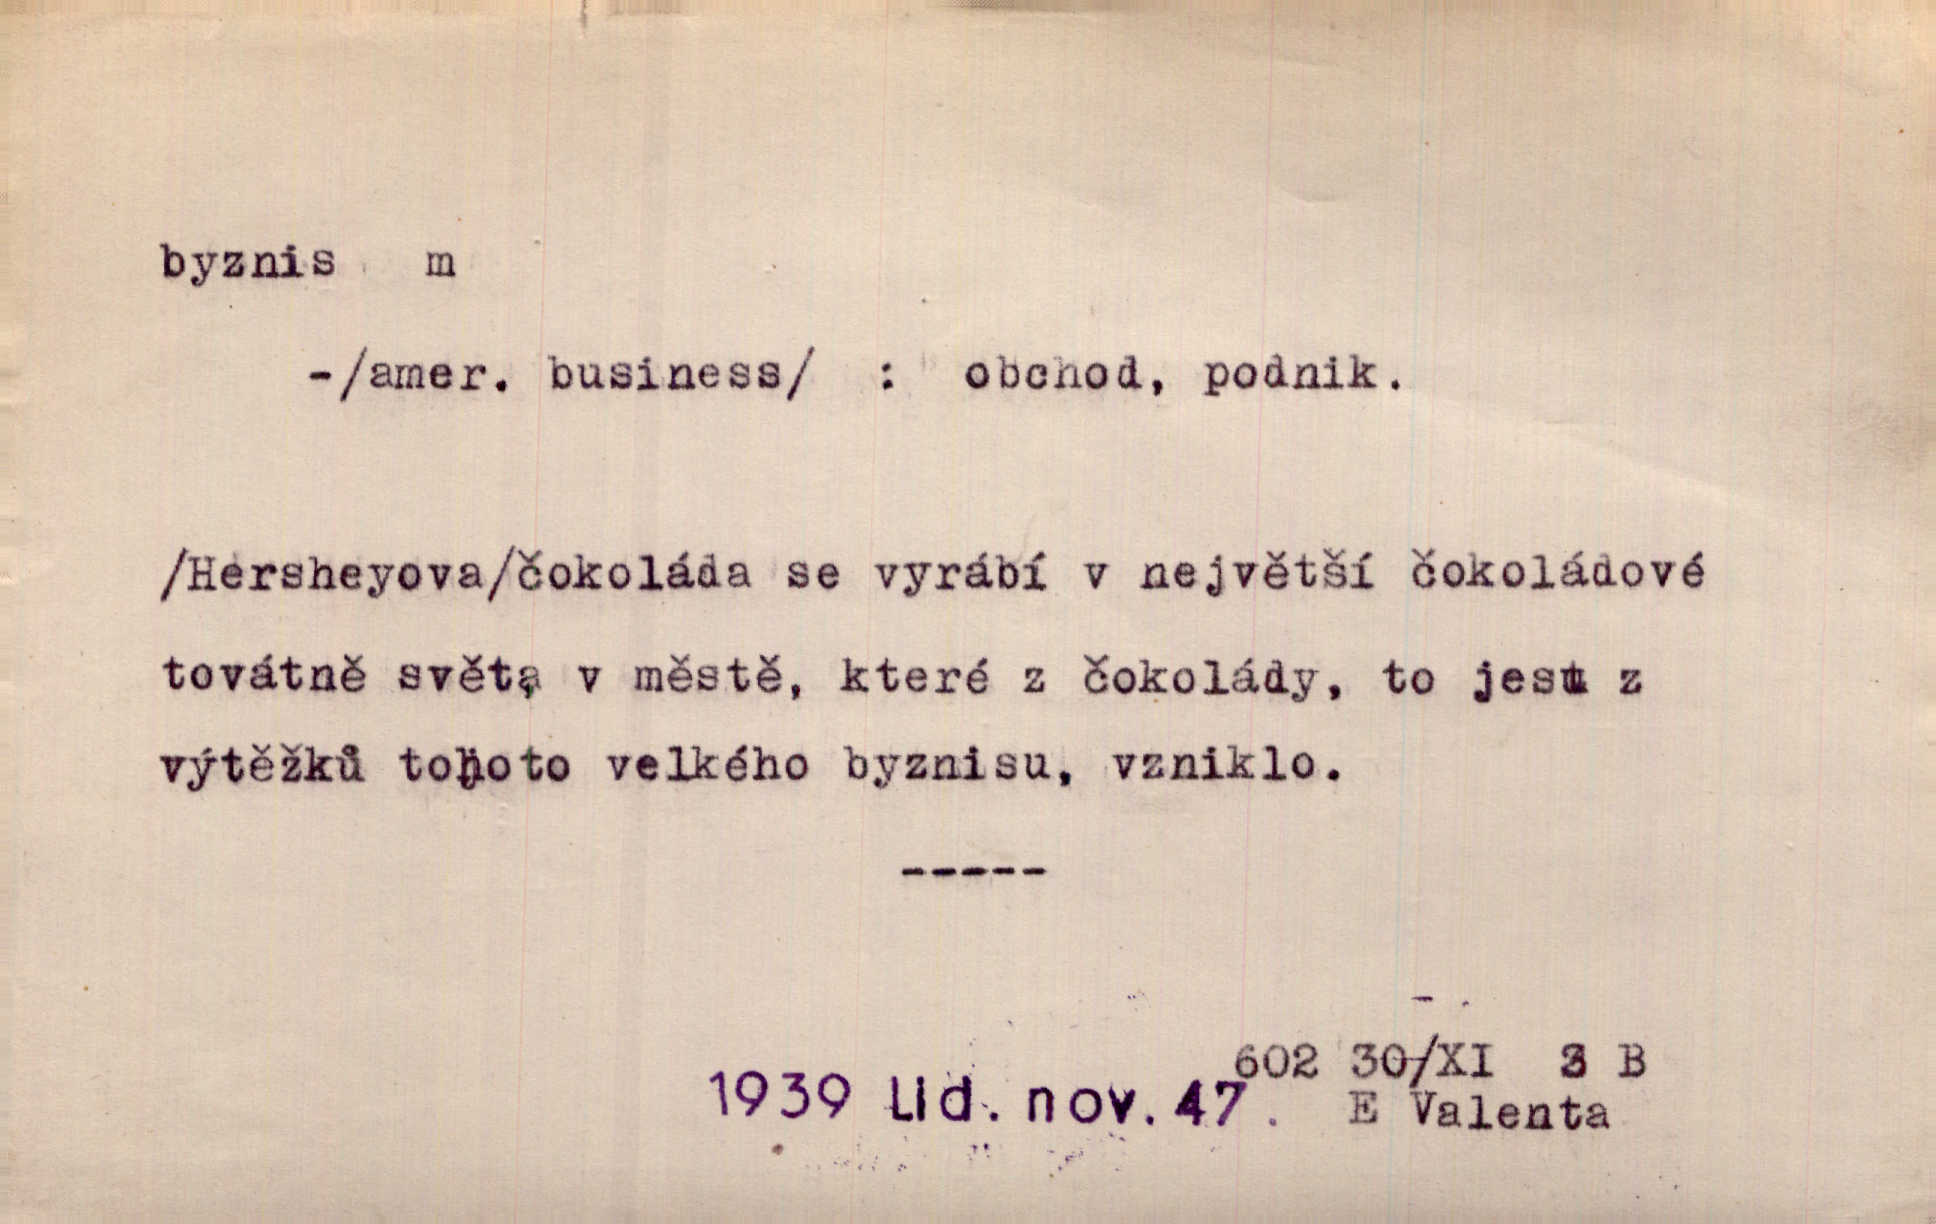 byznis m
-/amer. business/ : obchod, podnik.
/Hersheyova/čokoláda se vyrábí v největší čokoládové
továtně světa v městě, které z čokolády, to jest z
výtěžků tohoto velkého byznisu, vzniklo.
-----
602 30/XI 3 B
1939 Lid. nov. 47. E Valenta